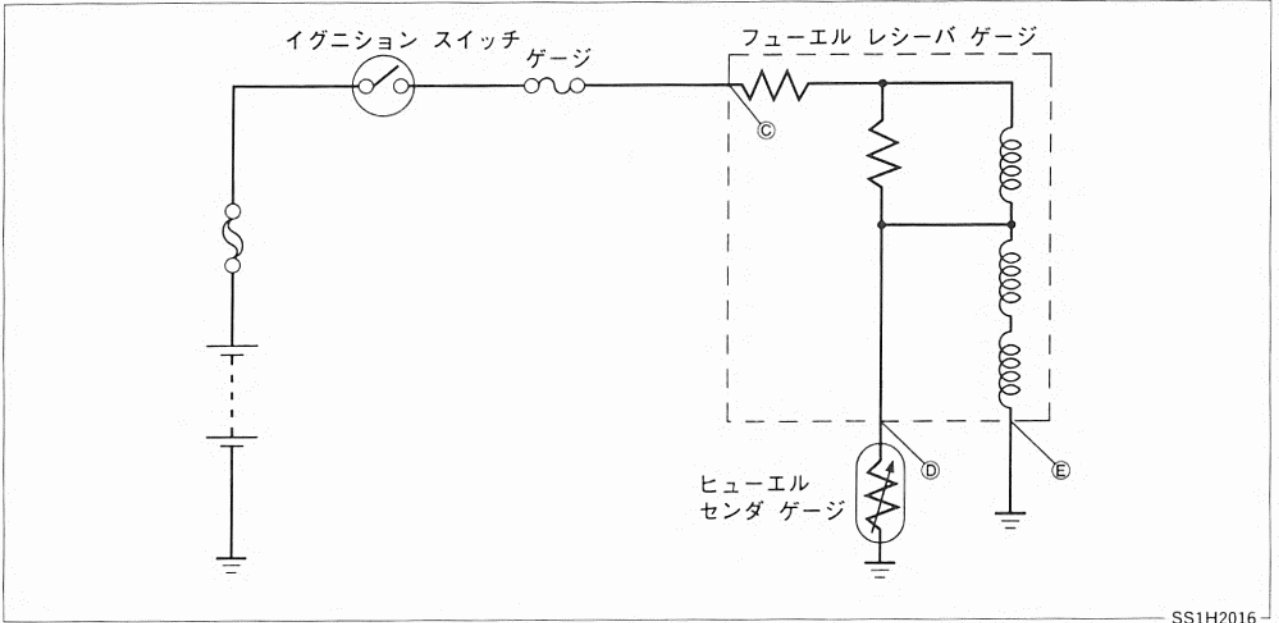 イグニション スイッチ
ゲージ
フューエル レシーバ ゲージ
Ⓒ
Ⓓ
Ⓔ
ヒューエル
センダ ゲージ
SS1H2016